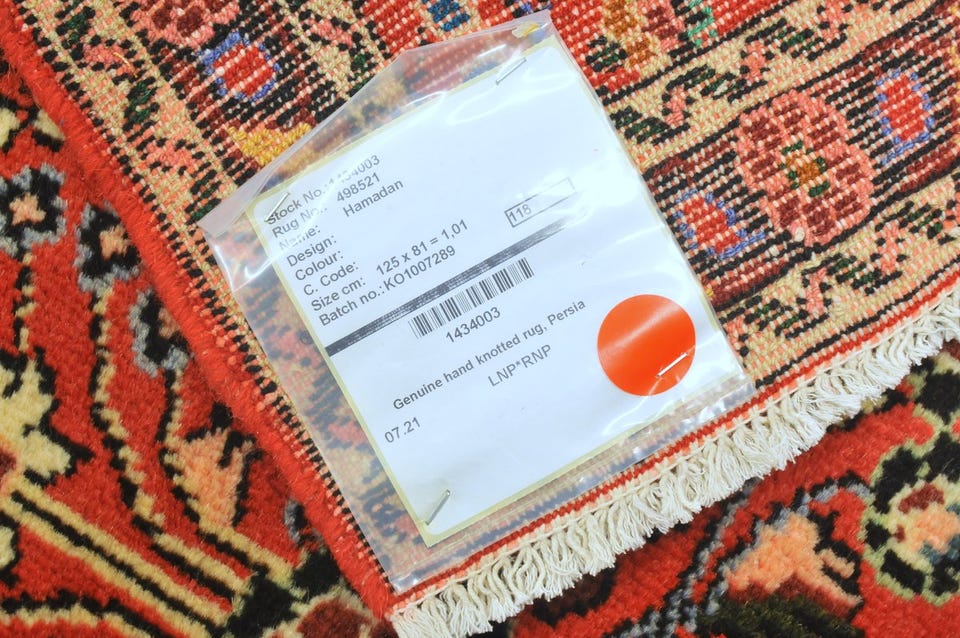 Stock No.: 1434003
Rug No.: 498521
Name: Hamadan
Design:
Colour:
C. Code: 118
Size cm: 125 x 81 = 1,01
Batch no.: KO1007289
1434003
Genuine hand knotted rug, Persia
LNP*RNP
07.21